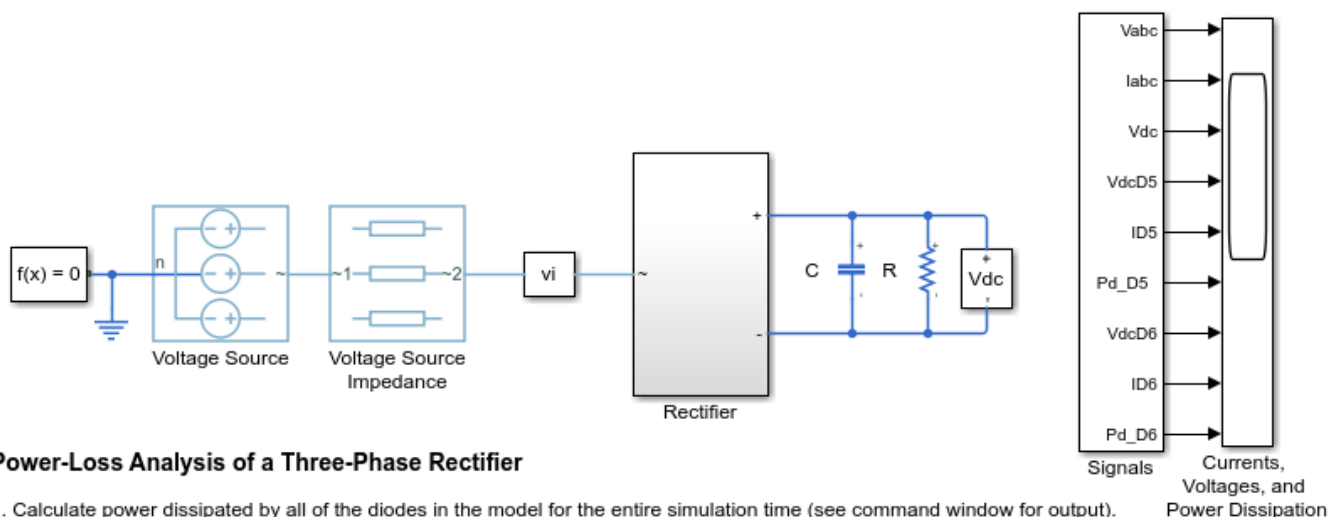 Vabc
Iabc
Vdc
VdcD5
ID5
Pd_D5
VdcD6
ID6
Pd_D6
Signals
Currents,
Voltages, and
Power Dissipation
f(x) = 0
n
- +
- +
- +
~
Voltage Source
~1
~2
Voltage Source
Impedance
vi
~
+
-
Rectifier
+
C
-
+
R
-
+
Vdc
-
Power-Loss Analysis of a Three-Phase Rectifier
. Calculate power dissipated by all of the diodes in the model for the entire simulation time (see command window for output).